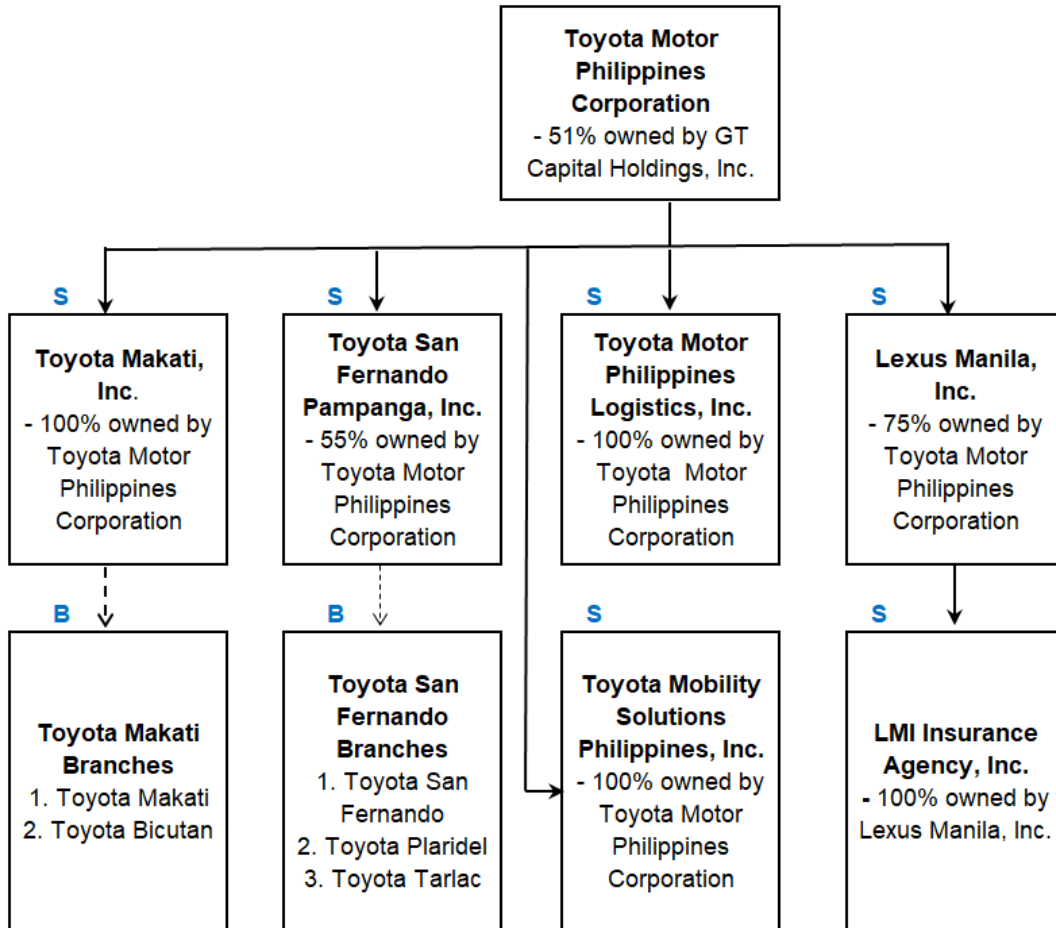 Toyota Motor
Philippines
Corporation
- 51% owned by GT
Capital Holdings, Inc.
S
Toyota Makati,
Inc.
- 100% owned by
Toyota Motor
Philippines
Corporation
S
Toyota San
Fernando
Pampanga, Inc.
- 55% owned by
Toyota Motor
Philippines
Corporation
S
Toyota Motor
Philippines
Logistics, Inc.
- 100% owned by
Toyota Motor
Philippines
Corporation
S
Lexus Manila,
Inc.
- 75% owned by
Toyota Motor
Philippines
Corporation
B
Toyota Makati
Branches
1. Toyota Makati
2. Toyota Bicutan
B
Toyota San
Fernando
Branches
1. Toyota San
Fernando
2. Toyota Plaridel
3. Toyota Tarlac
S
Toyota Mobility
Solutions
Philippines, Inc.
- 100% owned by
Toyota Motor
Philippines
Corporation
S
LMI Insurance
Agency, Inc.
- 100% owned by
Lexus Manila, Inc.